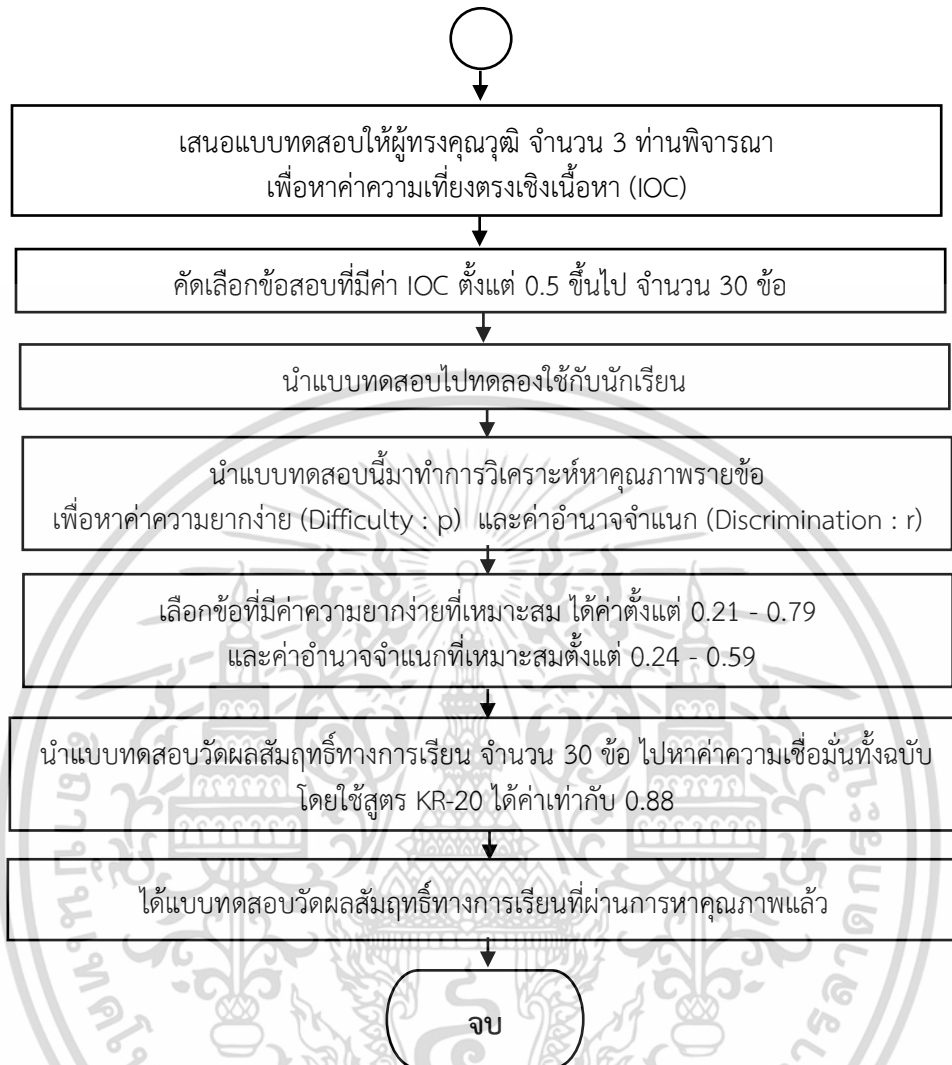 เสนอแบบทดสอบให้ผู้ทรงคุณวุฒิ จำนวน 3 ท่านพิจารณา
เพื่อหาค่าความเที่ยงตรงเชิงเนื้อหา (IOC)
คัดเลือกข้อสอบที่มีค่า IOC ตั้งแต่ 0.5 ขึ้นไป จำนวน 30 ข้อ
นำแบบทดสอบไปทดลองใช้กับนักเรียน
นำแบบทดสอบนี้มาทำการวิเคราะห์หาคุณภาพรายข้อ
เพื่อหาค่าความยากง่าย (Difficulty : p) และค่าอำนาจจำแนก (Discrimination : r)
เลือกข้อที่มีค่าความยากง่ายที่เหมาะสม ได้ค่าตั้งแต่ 0.21 - 0.79
และค่าอำนาจจำแนกที่เหมาะสมตั้งแต่ 0.24 - 0.59
นำแบบทดสอบวัดผลสัมฤทธิ์ทางการเรียน จำนวน 30 ข้อ ไปหาค่าความเชื่อมั่นทั้งฉบับ
โดยใช้สูตร KR-20 ได้ค่าเท่ากับ 0.88
ได้แบบทดสอบวัดผลสัมฤทธิ์ทางการเรียนที่ผ่านการหาคุณภาพแล้ว
จบ